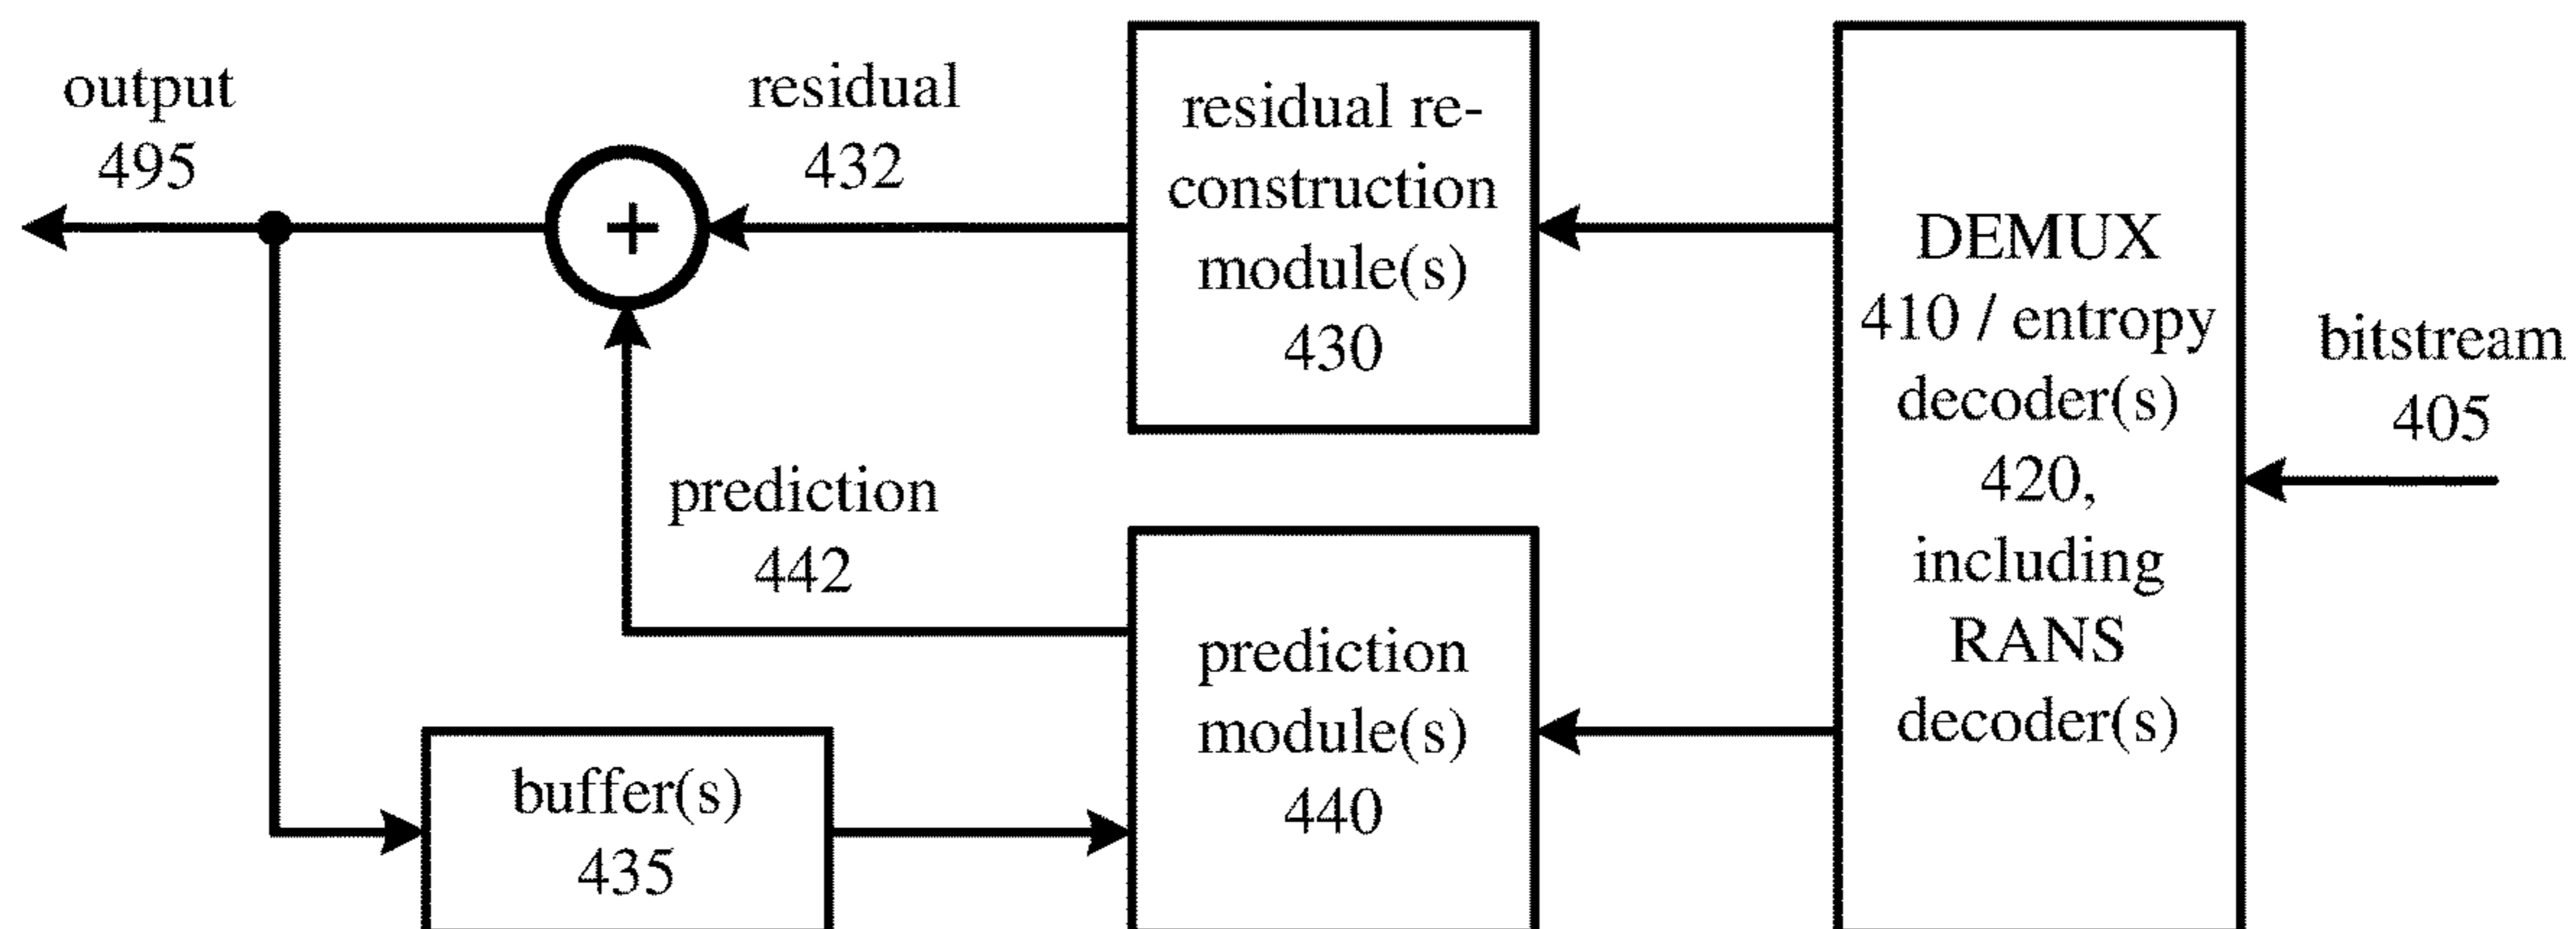 output
495
residual
432
residual re-
construction
module(s)
430
DEMUX
410 / entropy
decoder(s)
420,
including
RANS
decoder(s)
bitstream
405
+
prediction
442
prediction
module(s)
440
buffer(s)
435